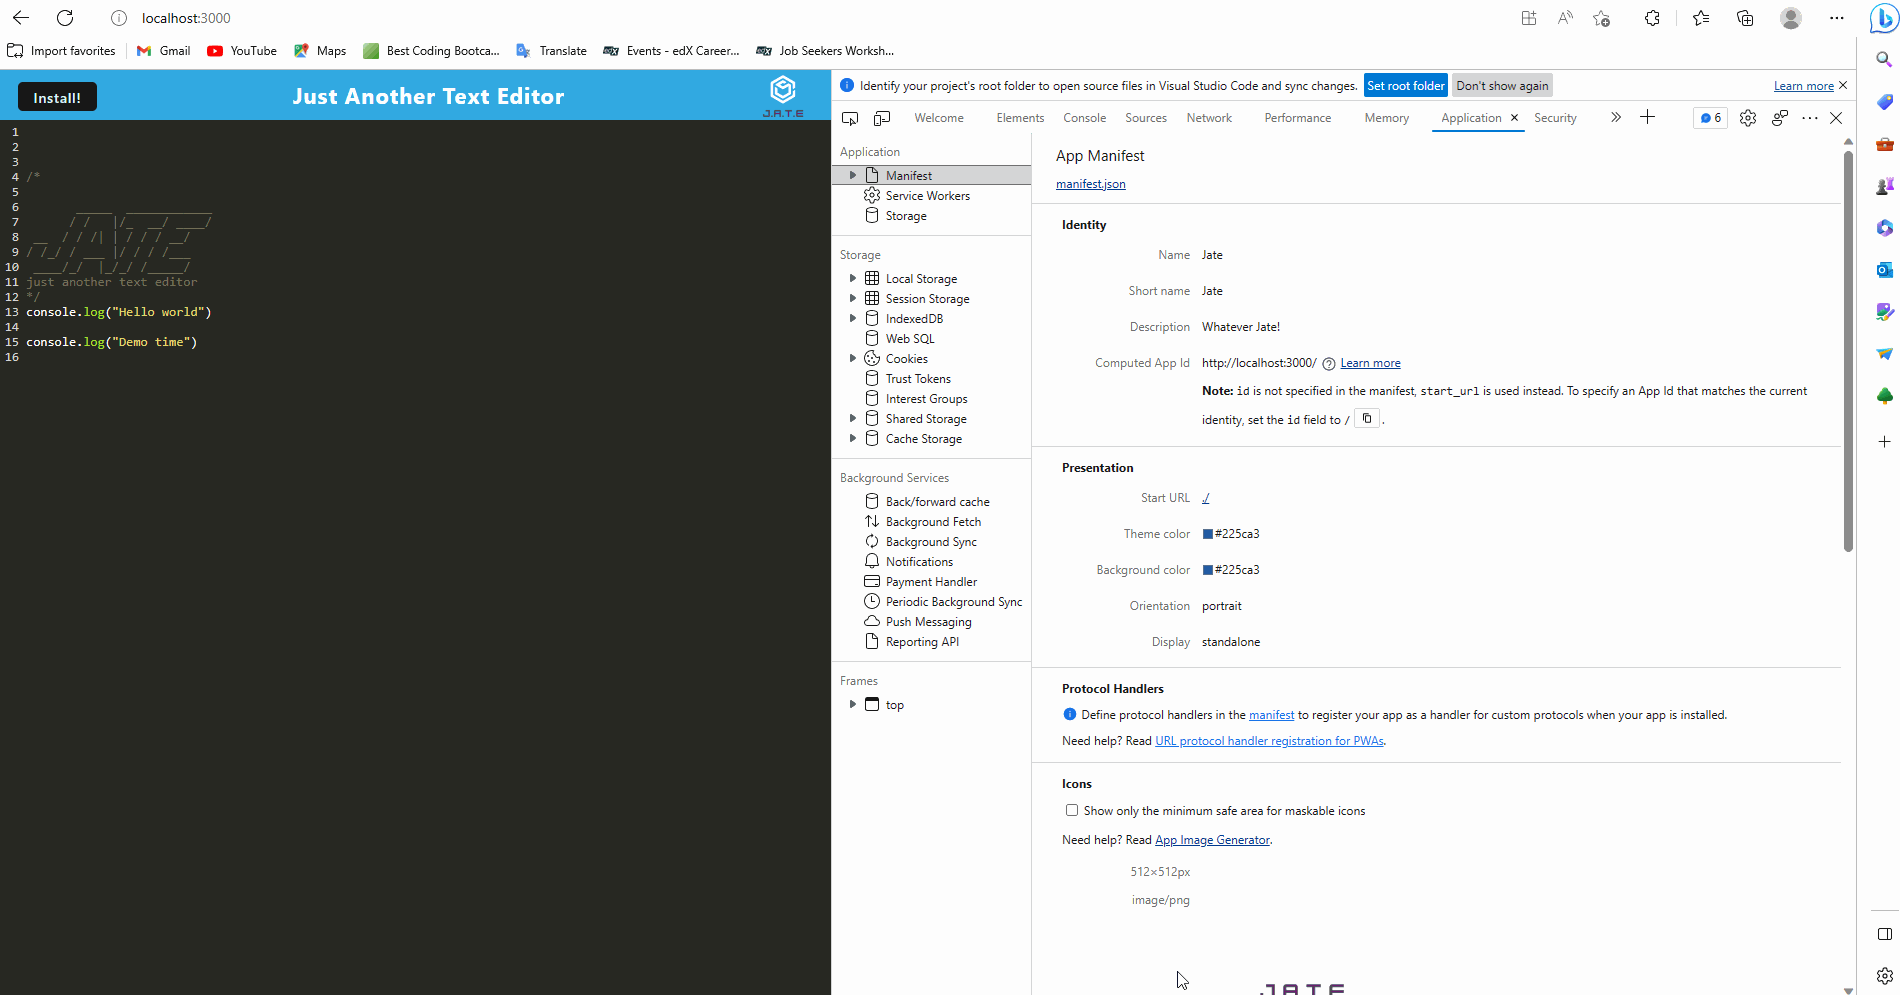 localhost:3000
Import favorites Gmail YouTube Maps Best Coding Bootca... Translate Events - edX Career... Job Seekers Worksh...
Install!
Just Another Text Editor
J.A.T.E
1
2
3
4 /*
5
6 _____ ____________
7 / / |/_ __/ ____/
8 __ / / /| | / / / __/
9 / /_/ / ___ |/ / / /___
10 ____/_/ |_/_/ /_____/
11 just another text editor
12 */
13 console.log("Hello world")
14
15 console.log("Demo time")
16
Identify your project's root folder to open source files in Visual Studio Code and sync changes. Set root folder Don't show again Learn more
Welcome Elements Console Sources Network Performance Memory Application Security 6
Application
Manifest
Service Workers
Storage
Storage
Local Storage
Session Storage
IndexedDB
Web SQL
Cookies
Trust Tokens
Interest Groups
Shared Storage
Cache Storage
Background Services
Back/forward cache
Background Fetch
Background Sync
Notifications
Payment Handler
Periodic Background Sync
Push Messaging
Reporting API
Frames
top
App Manifest
manifest.json
Identity
Name Jate
Short name Jate
Description Whatever Jate!
Computed App Id http://localhost:3000/ Learn more
Note: id is not specified in the manifest, start_url is used instead. To specify an App Id that matches the current
identity, set the id field to / .
Presentation
Start URL ./
Theme color #225ca3
Background color #225ca3
Orientation portrait
Display standalone
Protocol Handlers
Define protocol handlers in the manifest to register your app as a handler for custom protocols when your app is installed.
Need help? Read URL protocol handler registration for PWAs.
Icons
Show only the minimum safe area for maskable icons
Need help? Read App Image Generator.
512×512px
image/png
J.A.T.E